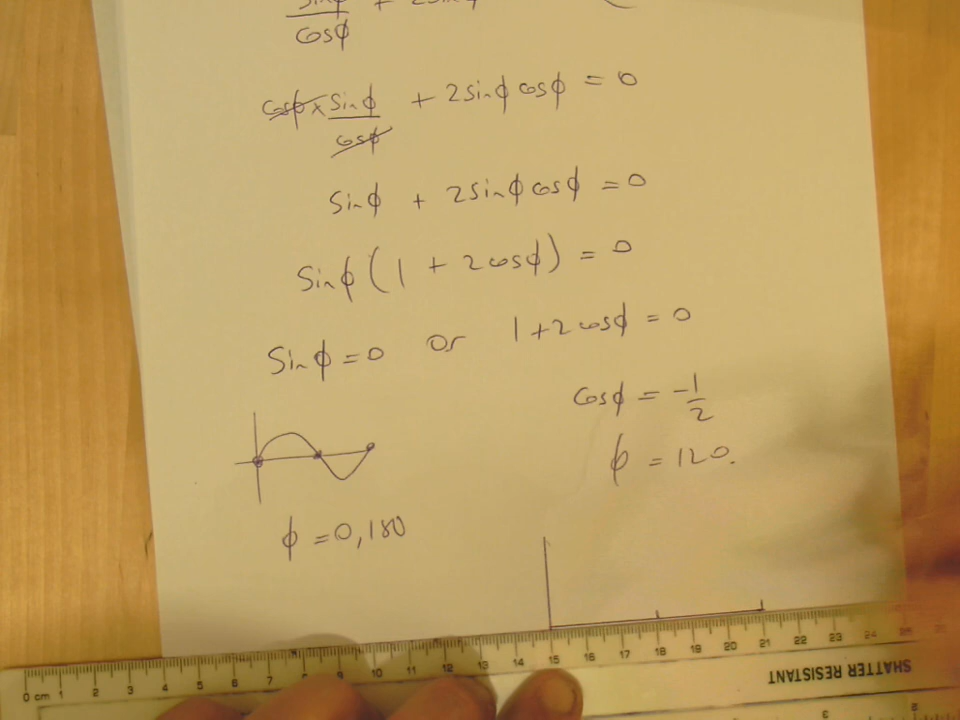 sinϕ
cosϕ
cosϕ × sinϕ/cosϕ + 2sinϕ cosϕ = 0
Sinϕ + 2sinϕ cosϕ = 0
Sinϕ (1 + 2cosϕ) = 0
Sinϕ = 0 or 1 + 2cosϕ = 0
cosϕ = -1/2
ϕ = 120.
ϕ = 0, 180
0 cm 1 2 3 4 5 6 7 8 9 10 11 12 13 14 15 16 17 18 19 20 21 22 23 24
SHATTER RESISTANT